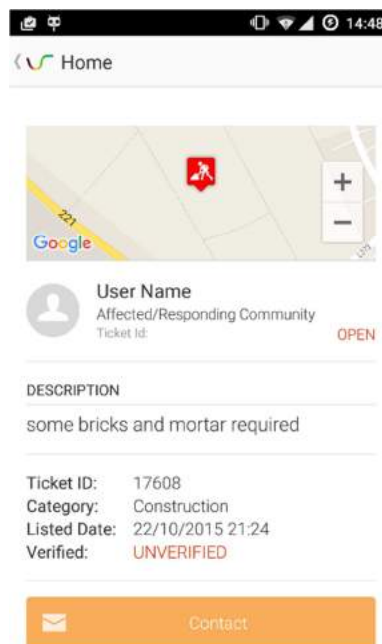 14:48
Home
221
Google
+
−
User Name
Affected/Responding Community
Ticket Id:
OPEN
DESCRIPTION
some bricks and mortar required
Ticket ID: 17608
Category: Construction
Listed Date: 22/10/2015 21:24
Verified: UNVERIFIED
Contact